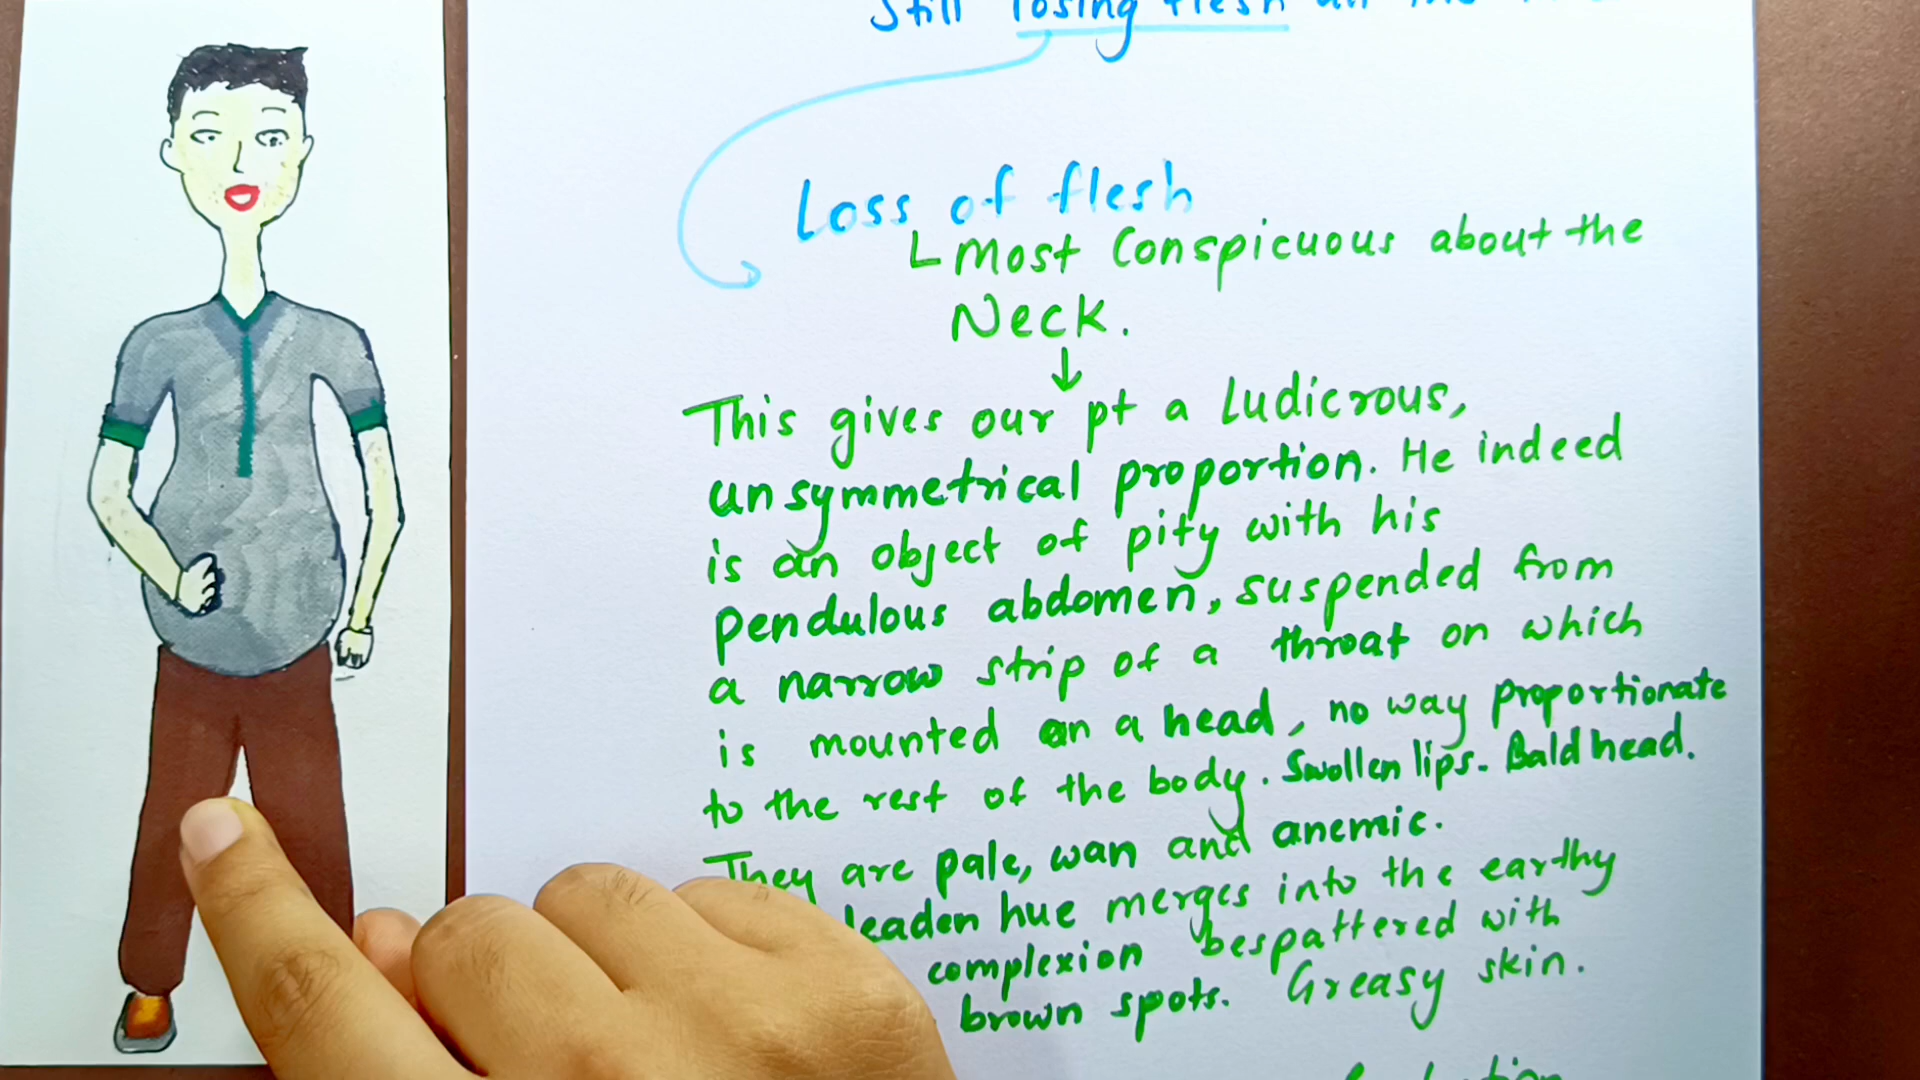 Still losing flesh all the
Loss of flesh
Most Conspicuous about the
Neck.
This gives our pt a Ludicrous,
unsymmetrical proportion. He indeed
is an object of pity with his
pendulous abdomen, suspended from
a narrow strip of a throat on which
is mounted on a head, no way proportionate
to the rest of the body. Swollen lips. Bald head.
They are pale, wan and anemic.
leaden hue merges into the earthy
complexion bespattered with
brown spots. Greasy skin.